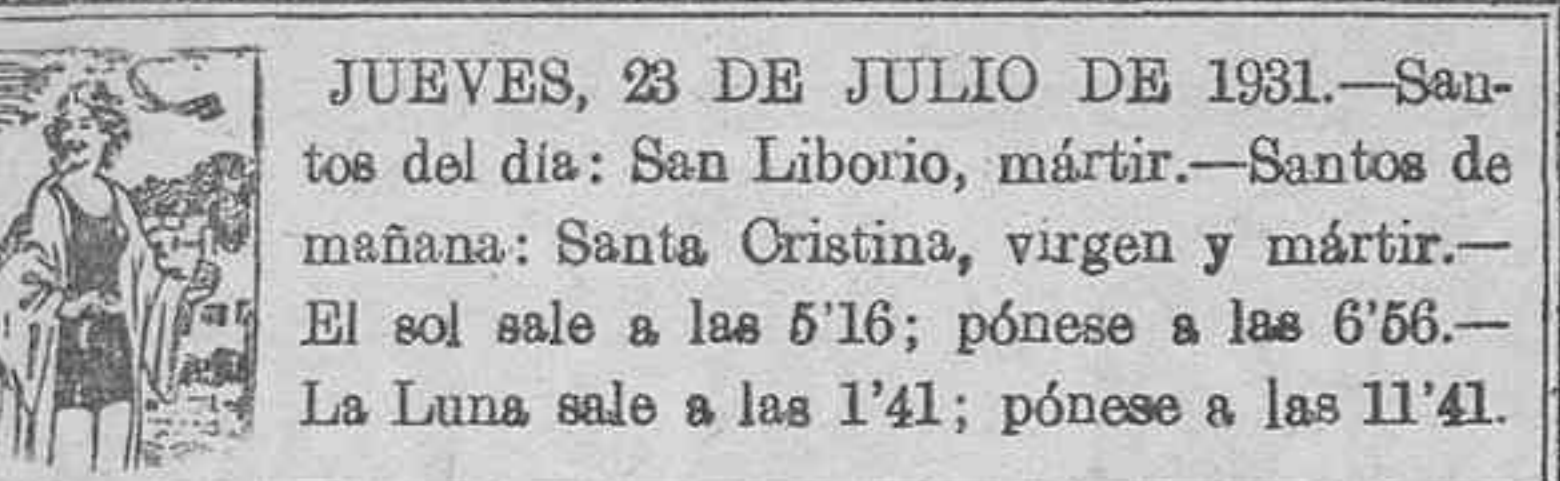 JUEVES, 23 DE JULIO DE 1931.—San-
tos del día: San Liborio, mártir.—Santos de
mañana: Santa Cristina, virgen y mártir.—
El sol sale a las 5'16; pónese a las 6'56.—
La Luna sale a las 1'41; pónese a las 11'41.